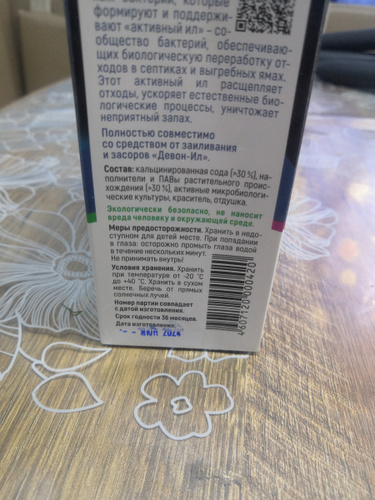 бактерий, которые
формируют и поддержи-
вают «активный ил» – со-
общество бактерий, обеспечиваю-
щих биологическую переработку от-
ходов в септиках и выгребных ямах.
Этот активный ил расщепляет
отходы, ускоряет естественные био-
логические процессы, уничтожает
неприятный запах.
Полностью совместимо
со средством от заиливания
и засоров «Девон-Ил».
Состав: кальцинированная сода (>30 %), на-
полнители и ПАВы растительного проис-
хождения (>30 %), активные микробиоло-
гические культуры, краситель, отдушка.
Экологически безопасно, не наносит
вреда человеку и окружающей среде.
Меры предосторожности. Хранить в недо-
ступном для детей месте. При попадании
в глаза: осторожно промыть глаза водой
в течение нескольких минут.
Не принимать внутрь!
Условия хранения. Хранить
при температуре от -20 °С
до +40 °С. Хранить в сухом
месте. Беречь от прямых
солнечных лучей.
Номер партии совпадает
с датой изготовления.
Срок годности 36 месяцев.
Дата изготовления:
4607120900420